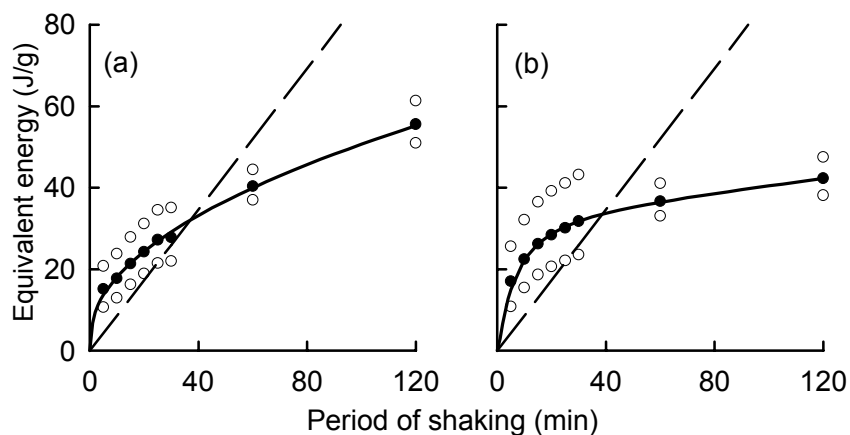 80
(a)
(b)
60
40
20
0
Equivalent energy (J/g)
0 40 80 120 0 40 80 120
Period of shaking (min)